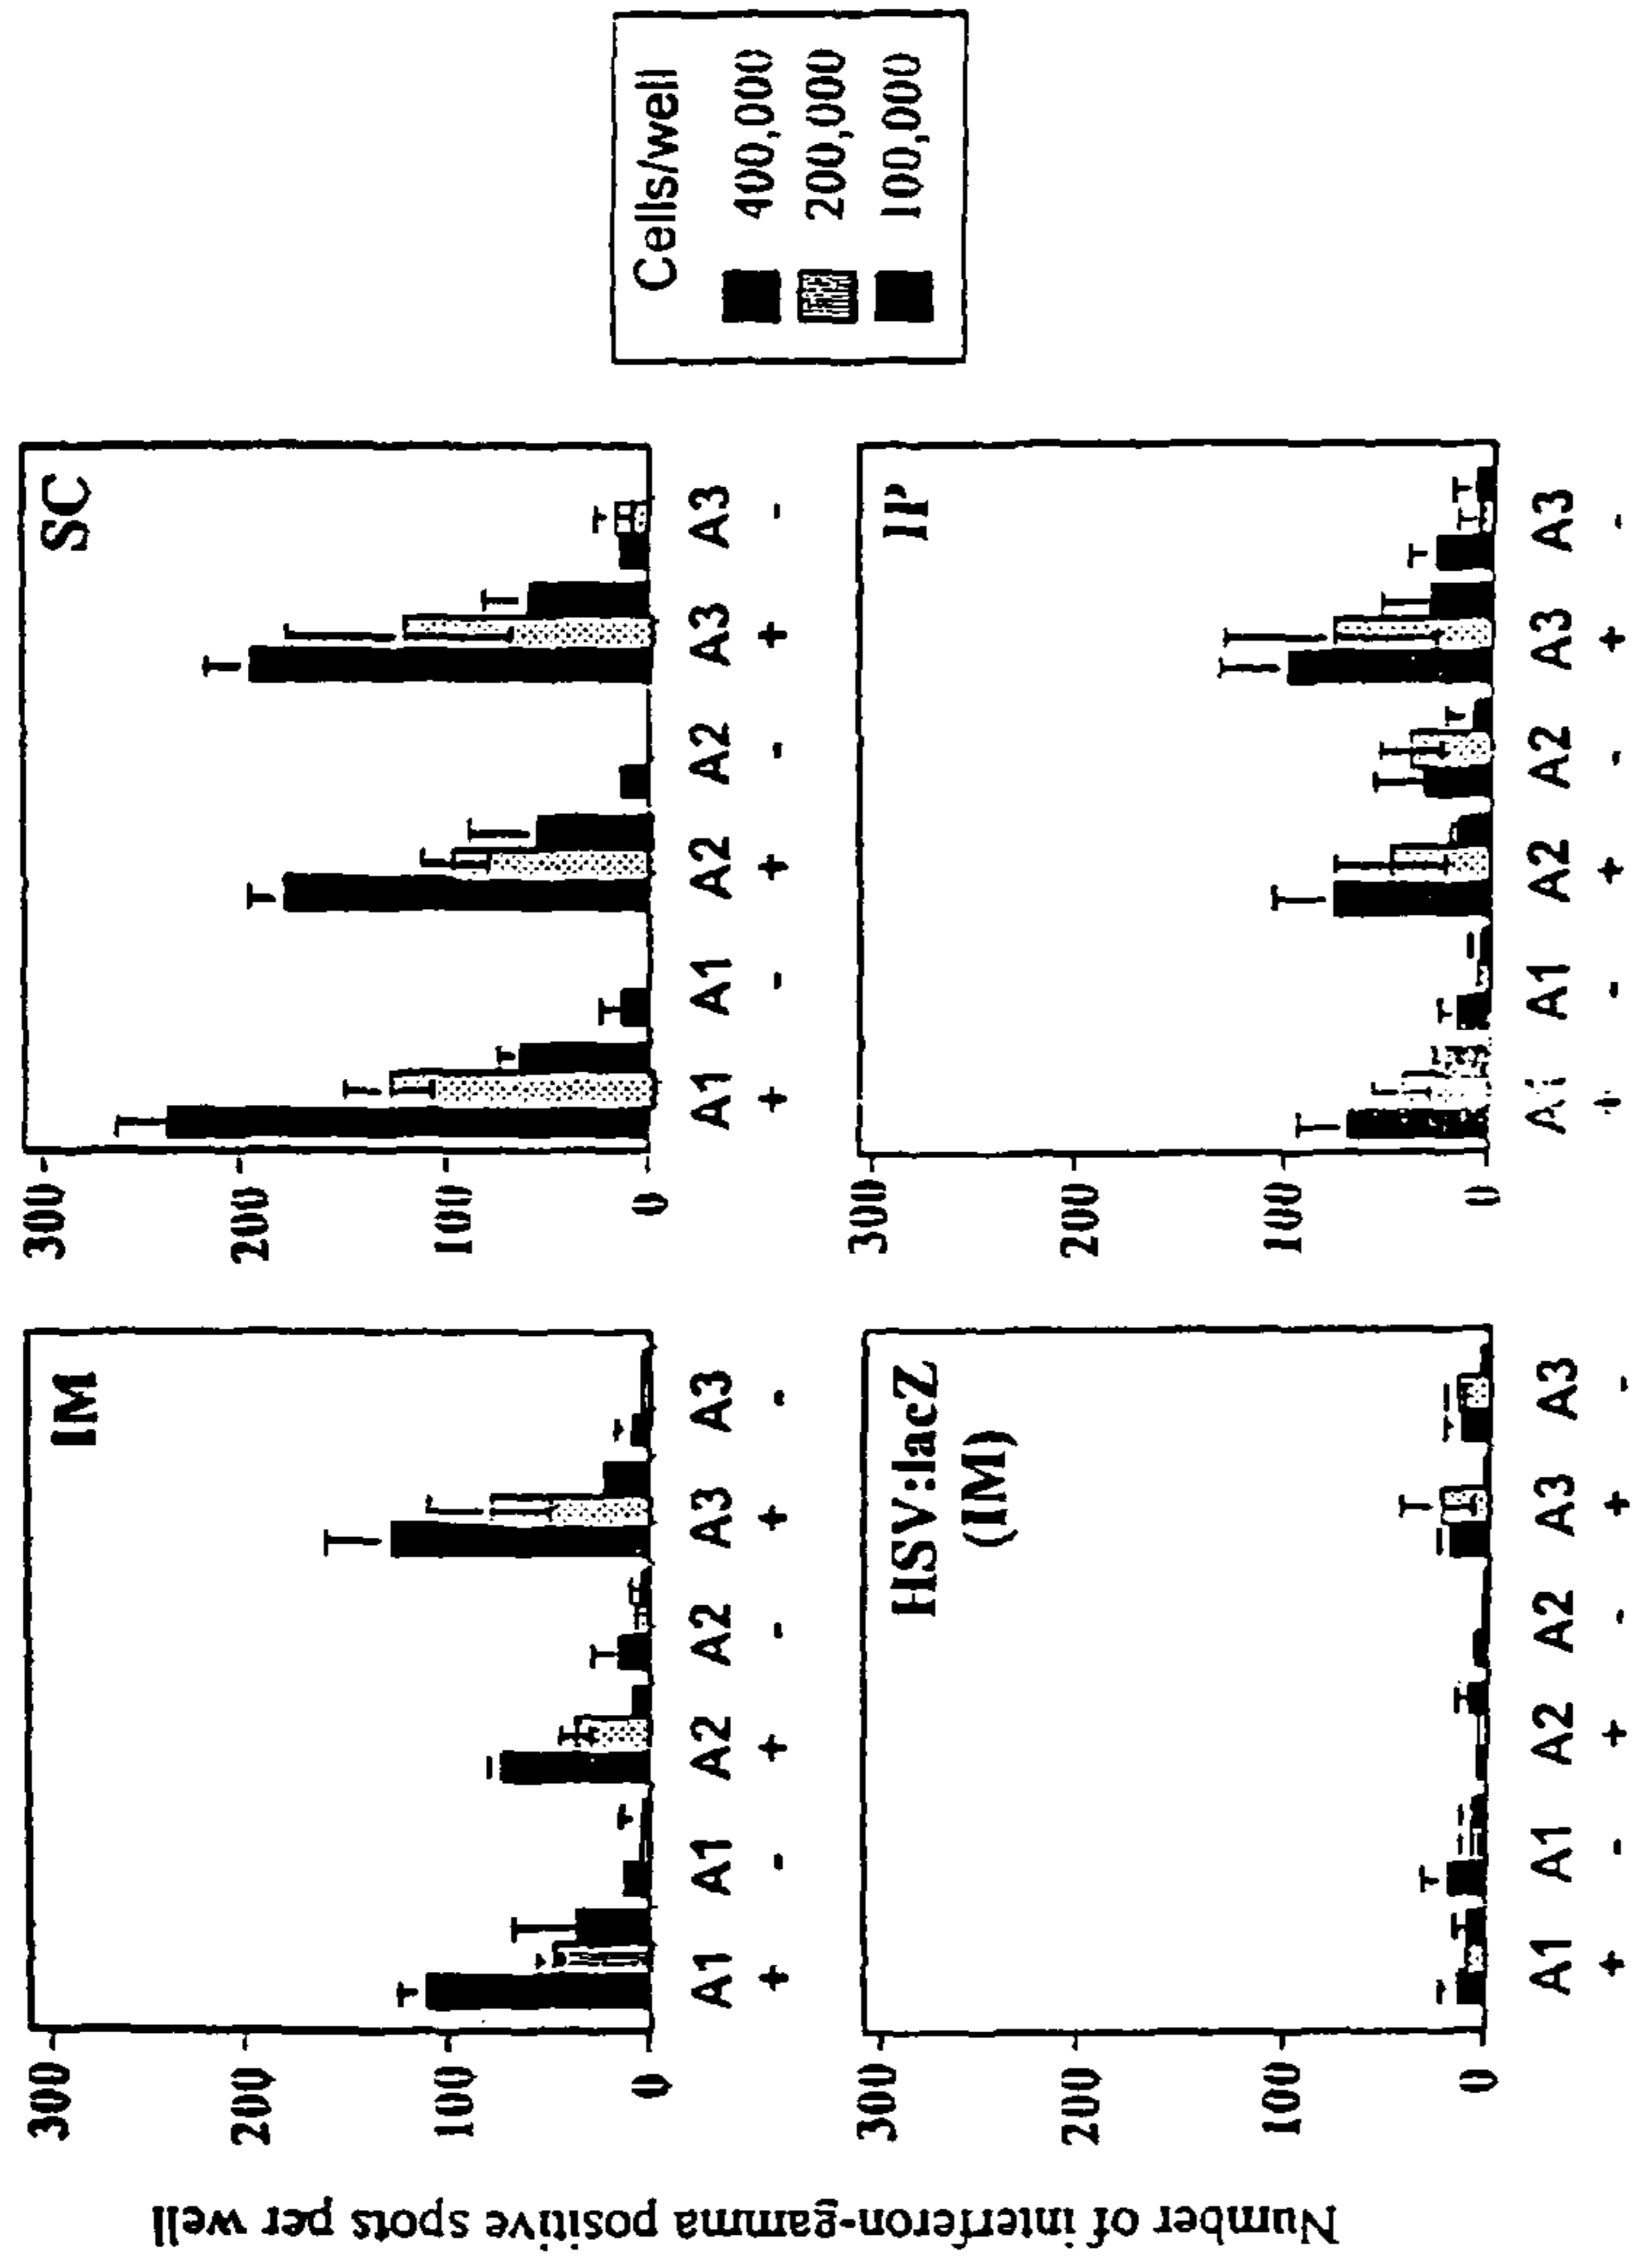 Number of interferon-gamma positive spots per well
IM
300
200
100
0
A1 A1 A2 A2 A3 A3
+ - + - + -
SC
300
200
100
0
A1 A1 A2 A2 A3 A3
+ - + - + -
HSV:lacZ
(IM)
300
200
100
0
A1 A1 A2 A2 A3 A3
+ - + - + -
IP
300
200
100
0
A1 A1 A2 A2 A3 A3
+ - + - + -
Cells/well
400,000
200,000
100,000